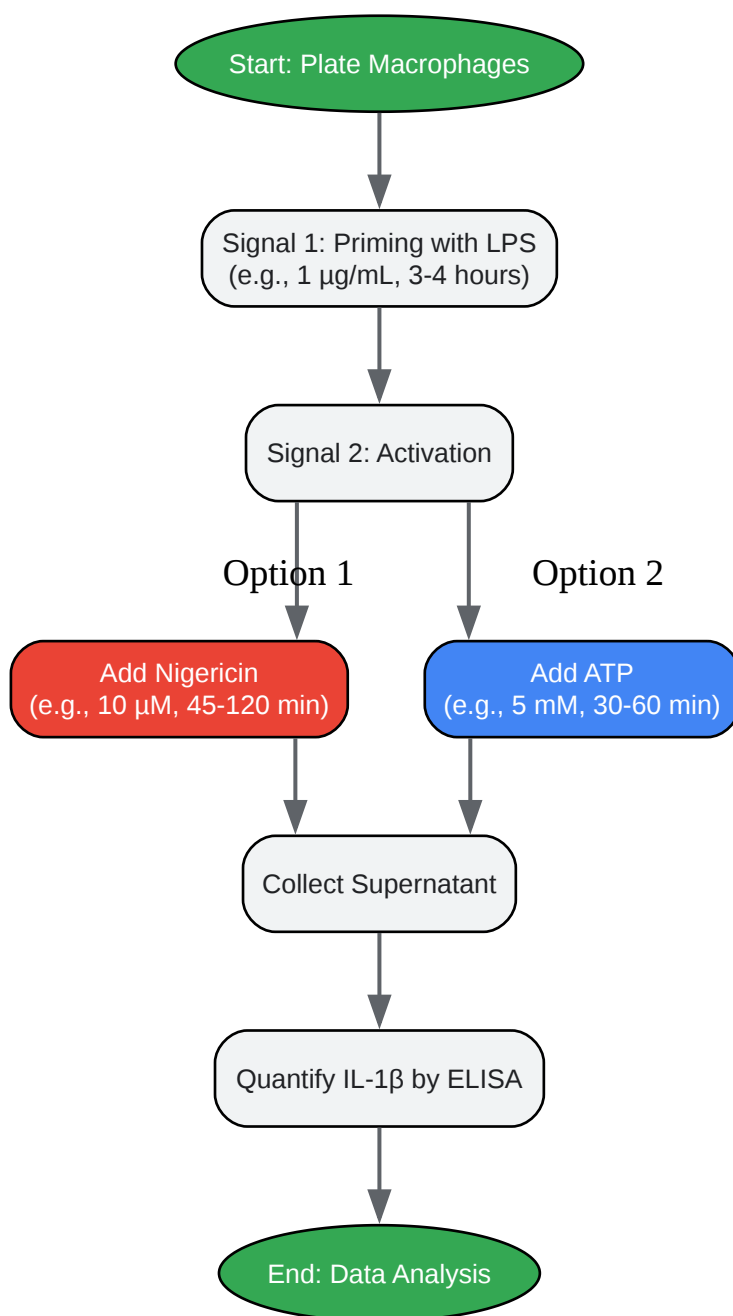 Start: Plate Macrophages
Signal 1: Priming with LPS
(e.g., 1 µg/mL, 3-4 hours)
Signal 2: Activation
Option 1
Option 2
Add Nigericin
(e.g., 10 µM, 45-120 min)
Add ATP
(e.g., 5 mM, 30-60 min)
Collect Supernatant
Quantify IL-1β by ELISA
End: Data Analysis